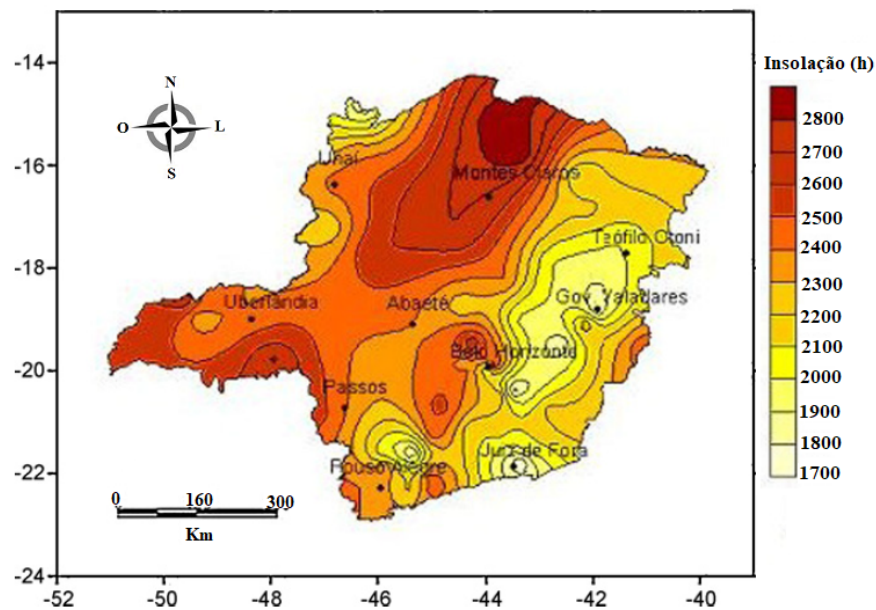 -14
-16
-18
-20
-22
-24
-52
-50
-48
-46
-44
-42
-40
N
O
L
S
Unaí
Montes Claros
Teófilo Otoni
Uberlândia
Abaeté
Gov. Valadares
Belo Horizonte
Passos
Pouso Alegre
Juiz de Fora
0 160 300
Km
Insolação (h)
2800
2700
2600
2500
2400
2300
2200
2100
2000
1900
1800
1700